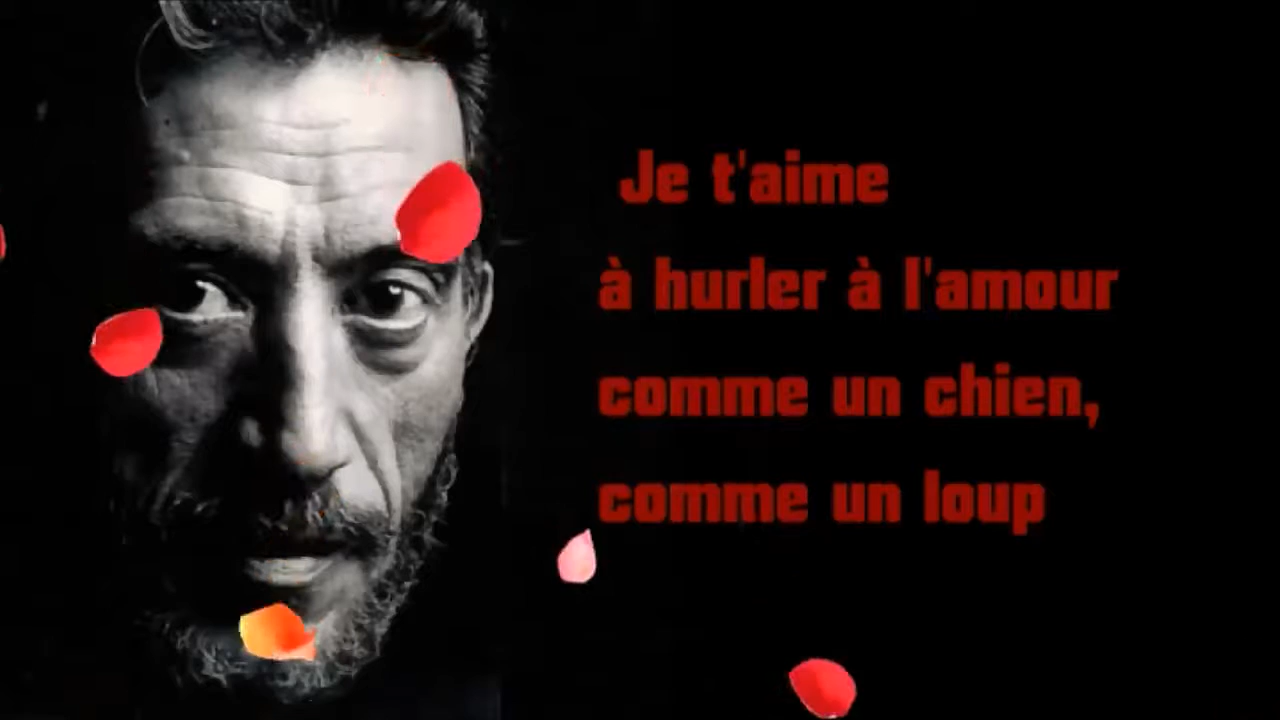 Je t'aime
à hurler à l'amour
comme un chien,
comme un loup